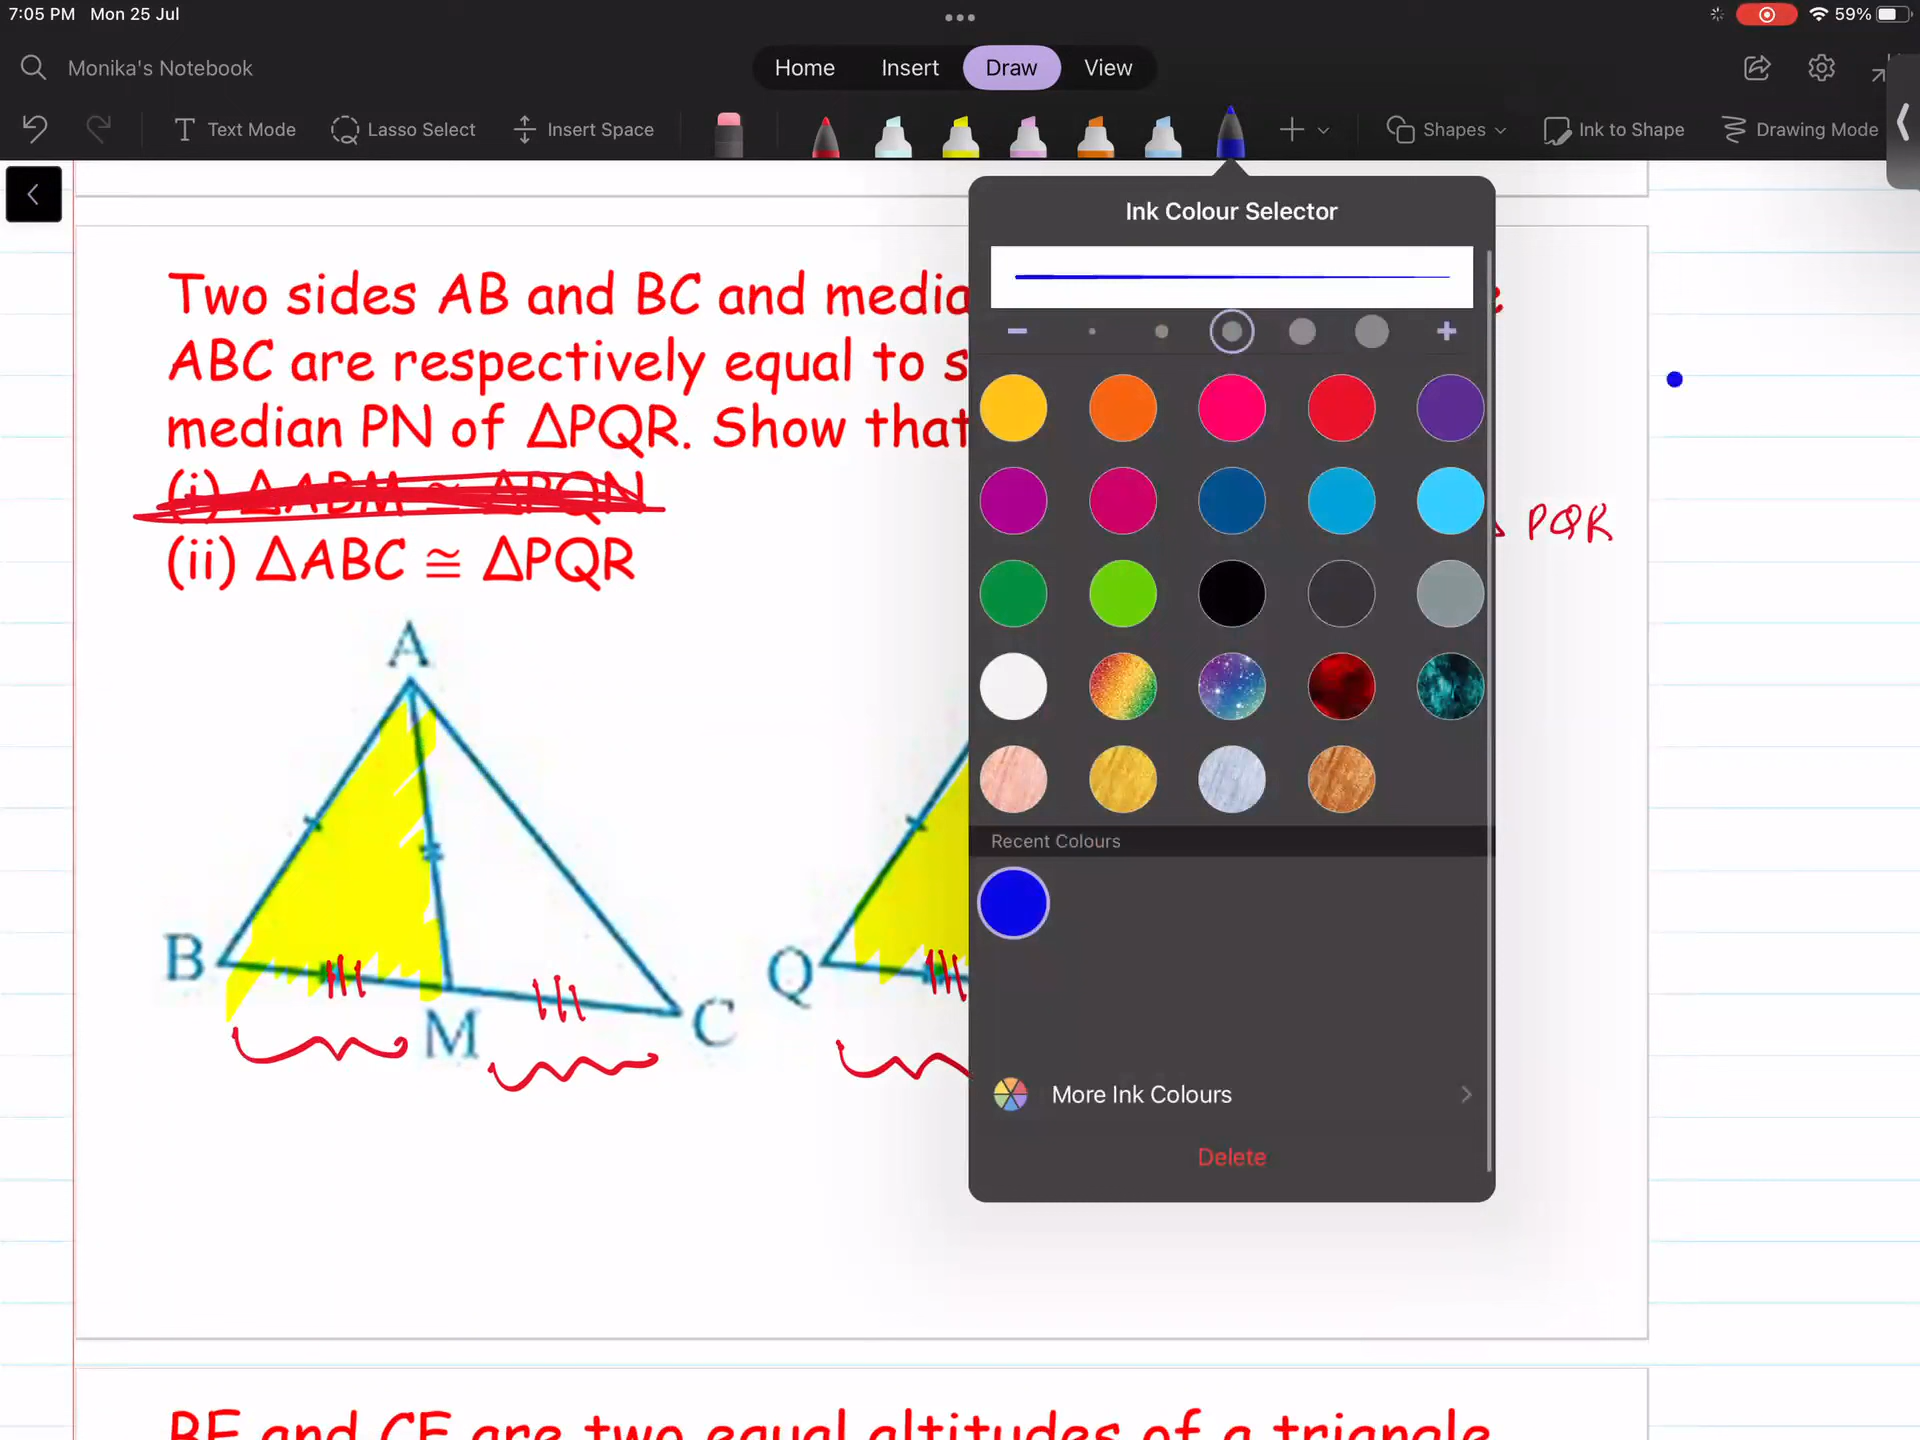 7:05 PM Mon 25 Jul
59%
Monika's Notebook
Home Insert Draw View
Text Mode Lasso Select Insert Space Shapes Ink to Shape Drawing Mode
Ink Colour Selector
Two sides AB and BC and media
ABC are respectively equal to s
median PN of ΔPQR. Show that
(i) ΔABM ≅ ΔPQN
PQR
(ii) ΔABC ≅ ΔPQR
A
B
M
C
Q
Recent Colours
More Ink Colours
Delete
BE and CF are two equal altitudes of a triangle